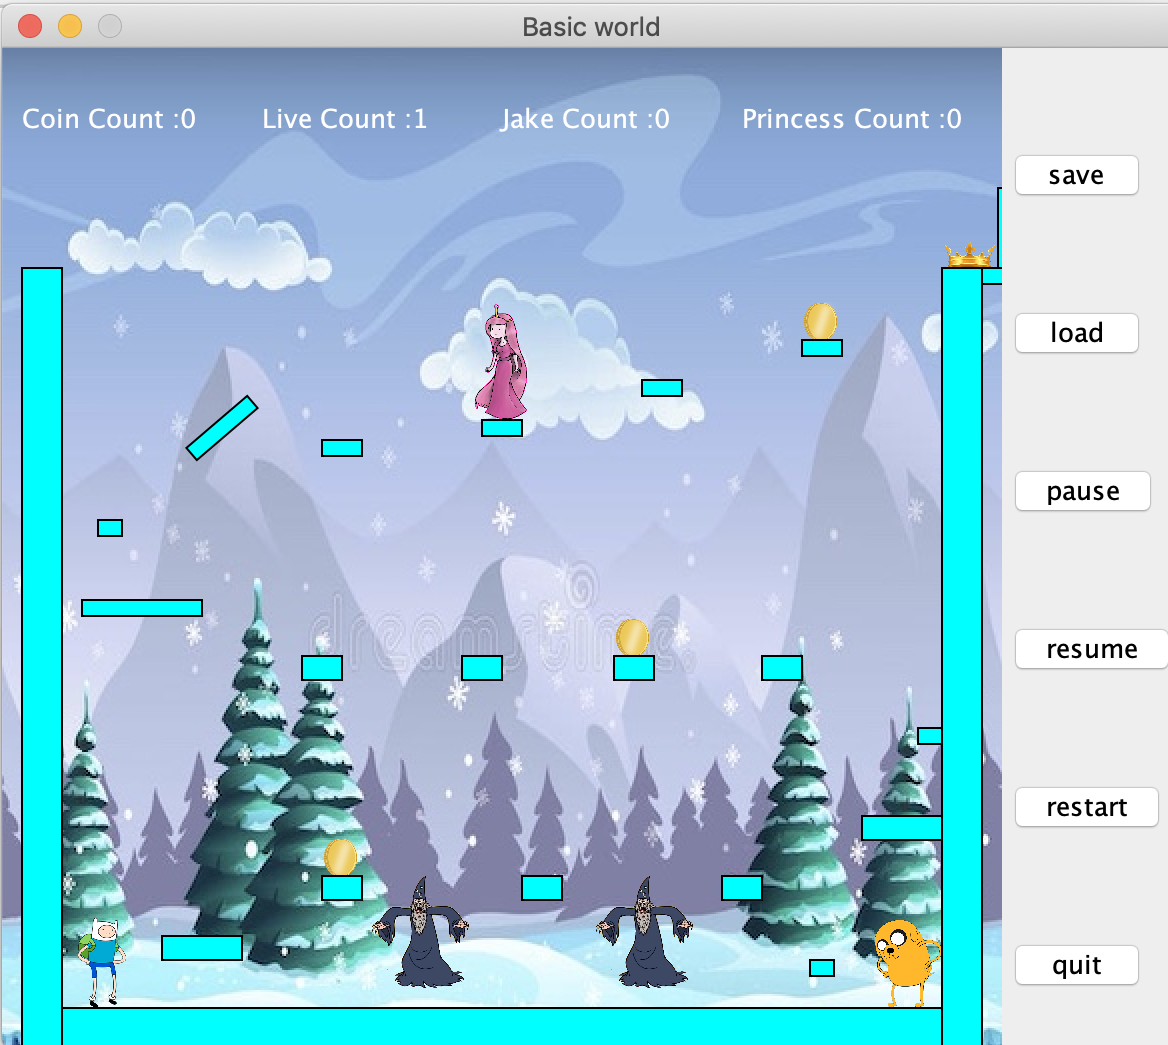 Basic world
Coin Count :0 Live Count :1 Jake Count :0 Princess Count :0
save
load
pause
resume
dreamstime
restart
quit